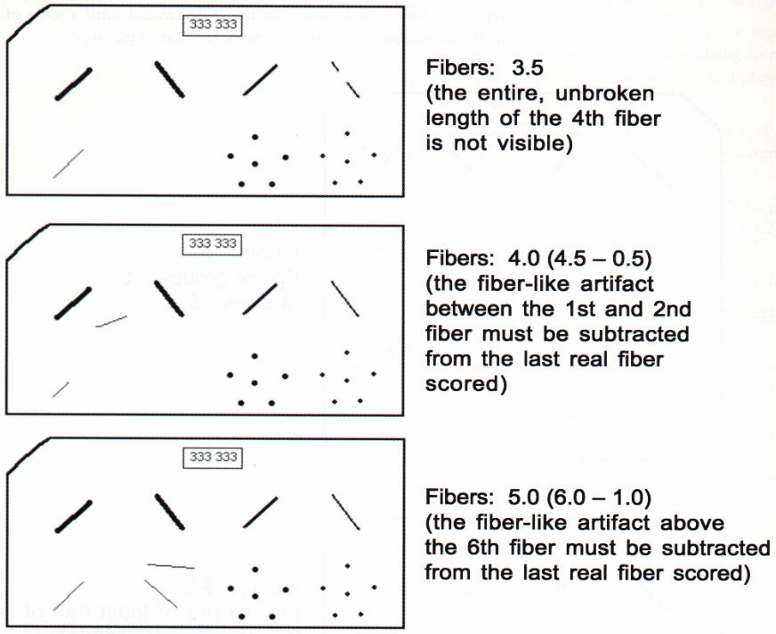 333 333
Fibers: 3.5
(the entire, unbroken
length of the 4th fiber
is not visible)
333 333
Fibers: 4.0 (4.5 – 0.5)
(the fiber-like artifact
between the 1st and 2nd
fiber must be subtracted
from the last real fiber
scored)
333 333
Fibers: 5.0 (6.0 – 1.0)
(the fiber-like artifact above
the 6th fiber must be subtracted
from the last real fiber scored)